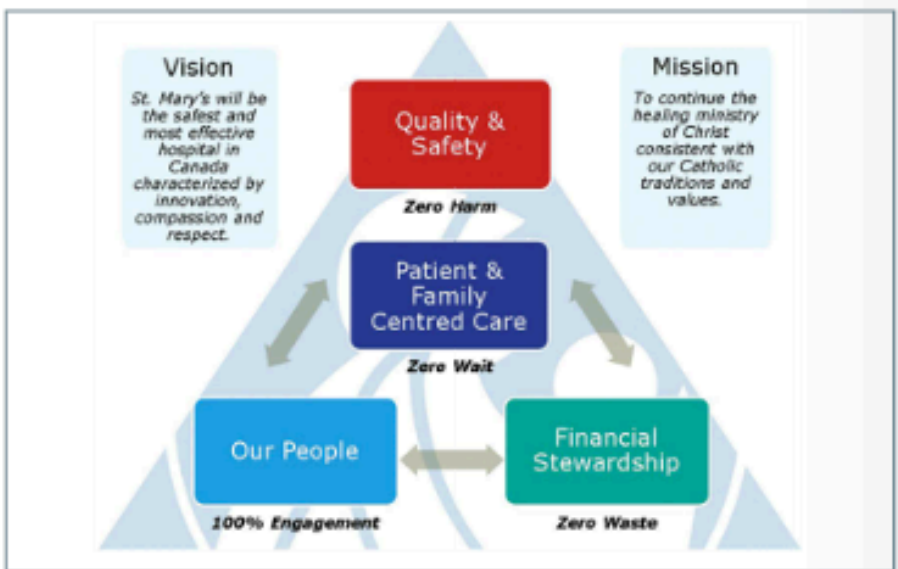 Vision
St. Mary's will be
the safest and
most effective
hospital in
Canada
characterized by
innovation,
compassion and
respect.
Quality &
Safety
Zero Harm
Mission
To continue the
healing ministry
of Christ
consistent with
our Catholic
traditions and
values.
Patient &
Family
Centred Care
Zero Wait
Our People
100% Engagement
Financial
Stewardship
Zero Waste